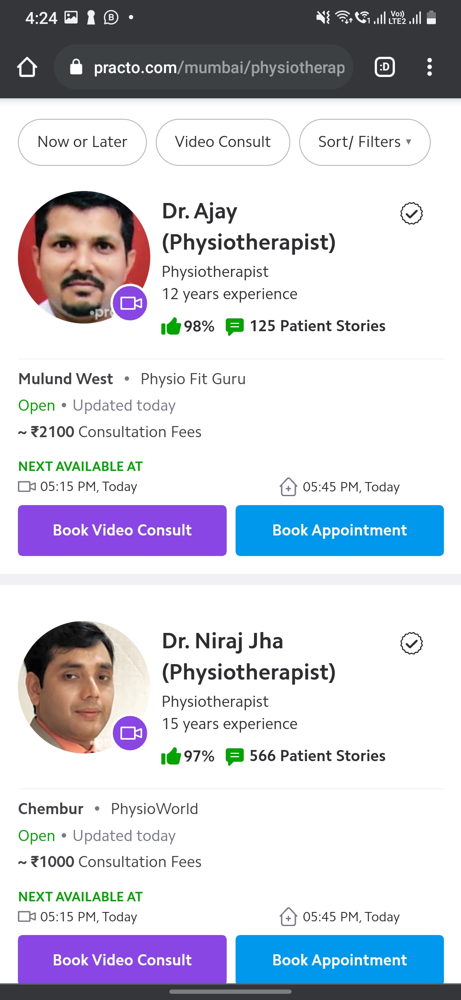 4:24
B
1
Vo))
LTE2
practo.com/mumbai/physiotherap
:D
Now or Later
Video Consult
Sort/ Filters ▾
Dr. Ajay
(Physiotherapist)
Physiotherapist
12 years experience
98%
125 Patient Stories
Mulund West • Physio Fit Guru
Open • Updated today
~ ₹2100 Consultation Fees
NEXT AVAILABLE AT
05:15 PM, Today
05:45 PM, Today
Book Video Consult
Book Appointment
Dr. Niraj Jha
(Physiotherapist)
Physiotherapist
15 years experience
97%
566 Patient Stories
Chembur • PhysioWorld
Open • Updated today
~ ₹1000 Consultation Fees
NEXT AVAILABLE AT
05:15 PM, Today
05:45 PM, Today
Book Video Consult
Book Appointment